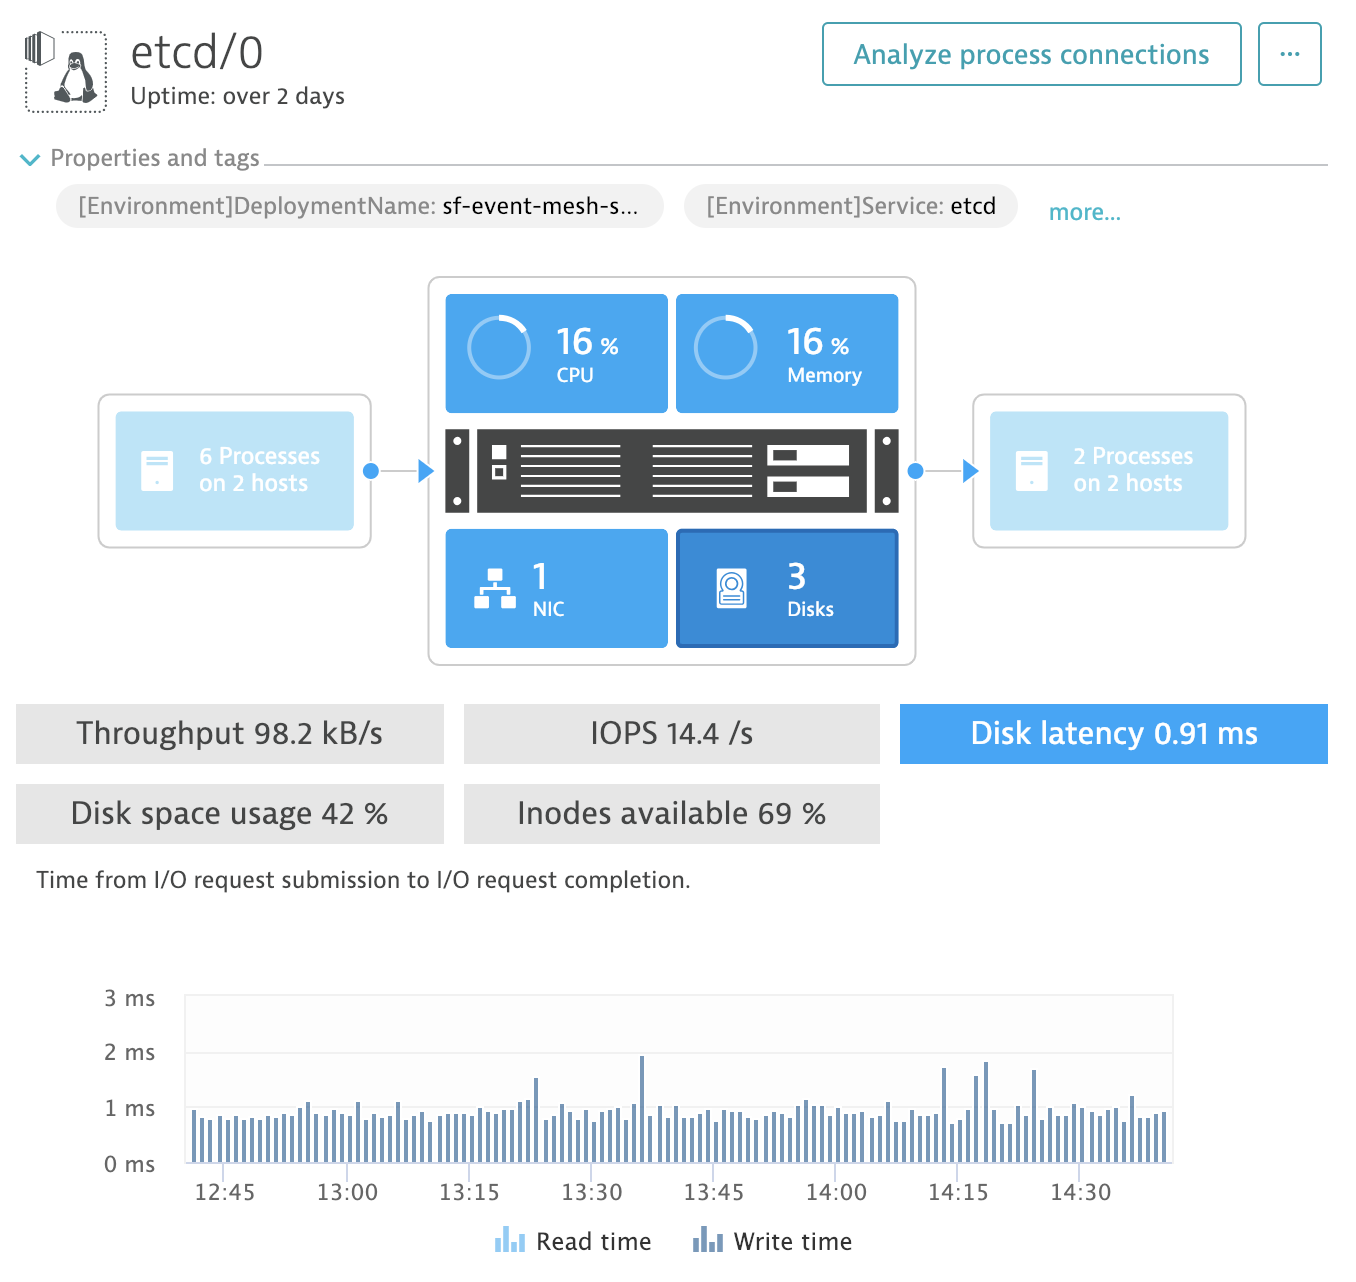 etcd/0
Uptime: over 2 days
Analyze process connections
...
Properties and tags
[Environment]DeploymentName: sf-event-mesh-s...
[Environment]Service: etcd
more...
16 %
CPU
16 %
Memory
6 Processes
on 2 hosts
2 Processes
on 2 hosts
1
NIC
3
Disks
Throughput 98.2 kB/s
IOPS 14.4 /s
Disk latency 0.91 ms
Disk space usage 42 %
Inodes available 69 %
Time from I/O request submission to I/O request completion.
3 ms
2 ms
1 ms
0 ms
12:45
13:00
13:15
13:30
13:45
14:00
14:15
14:30
Read time
Write time